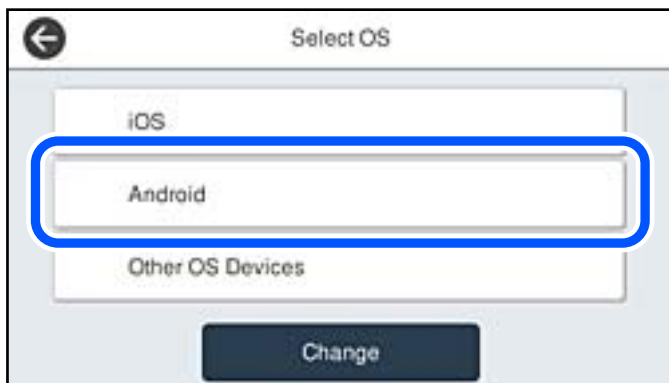 Select OS
iOS
Android
Other OS Devices
Change